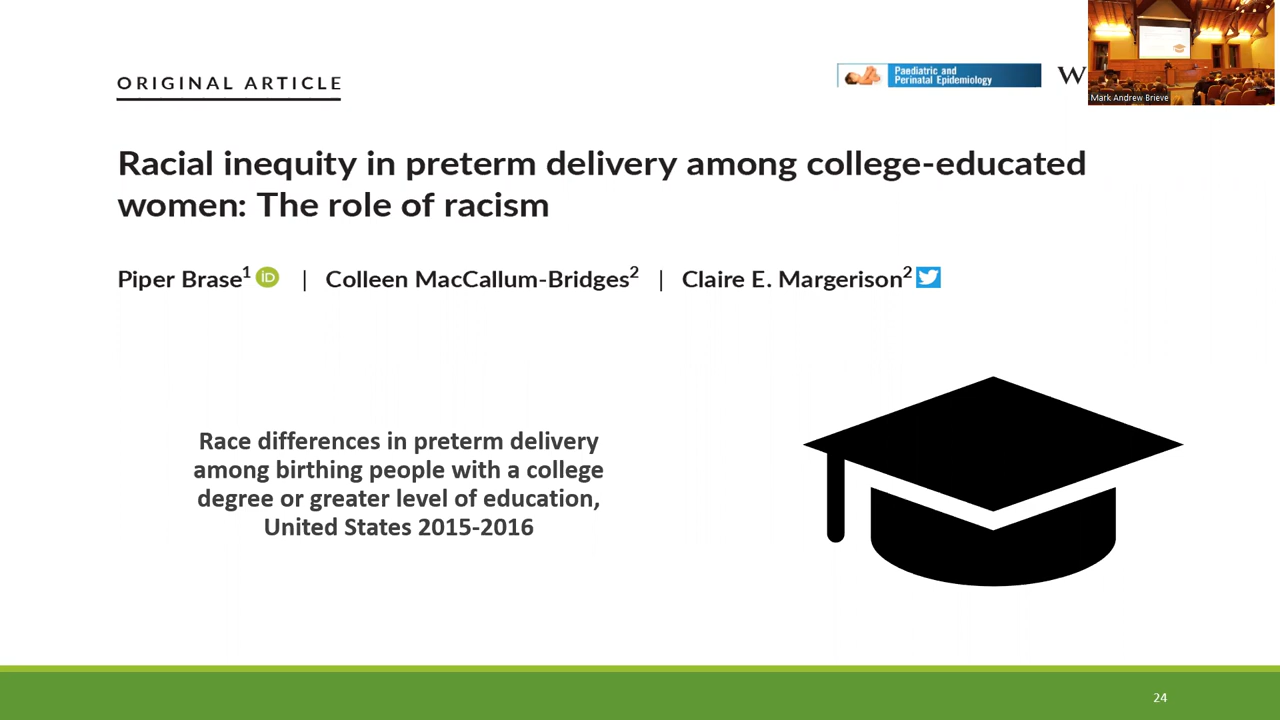 ORIGINAL ARTICLE
Paediatric and
Perinatal Epidemiology
W
Mark Andrew Brieve
Racial inequity in preterm delivery among college-educated
women: The role of racism
Piper Brase1 iD | Colleen MacCallum-Bridges2 | Claire E. Margerison2
Race differences in preterm delivery
among birthing people with a college
degree or greater level of education,
United States 2015-2016
24